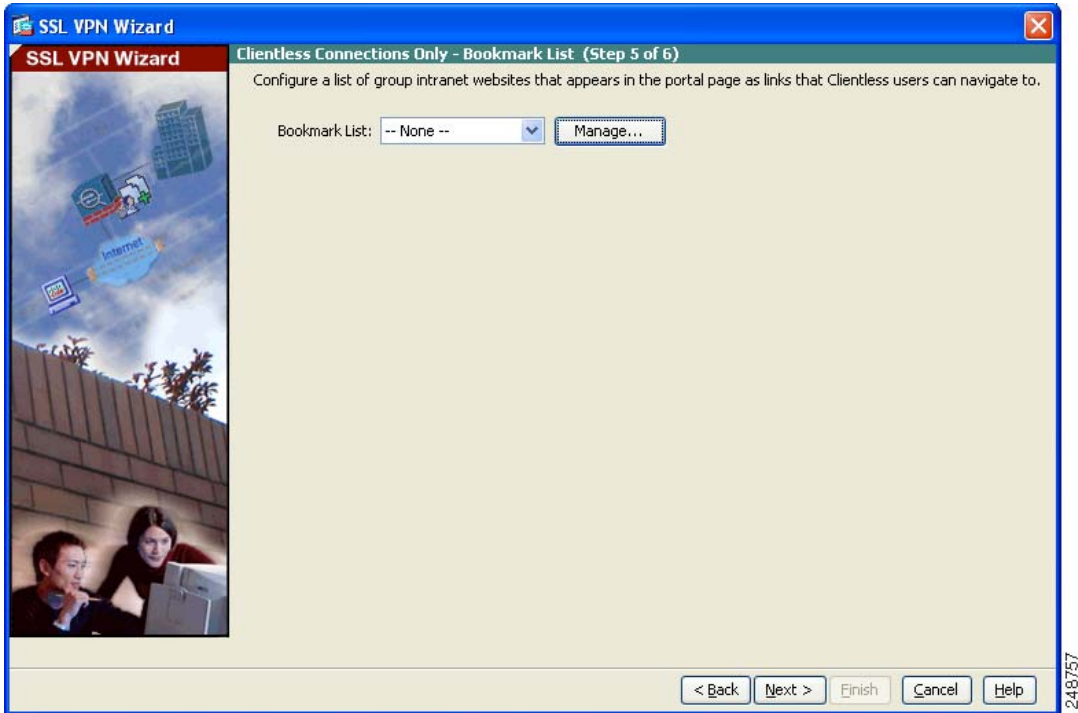 SSL VPN Wizard
SSL VPN Wizard
Clientless Connections Only - Bookmark List (Step 5 of 6)
Configure a list of group intranet websites that appears in the portal page as links that Clientless users can navigate to.
Bookmark List: -- None -- Manage...
Internet
< Back Next > Finish Cancel Help
248757